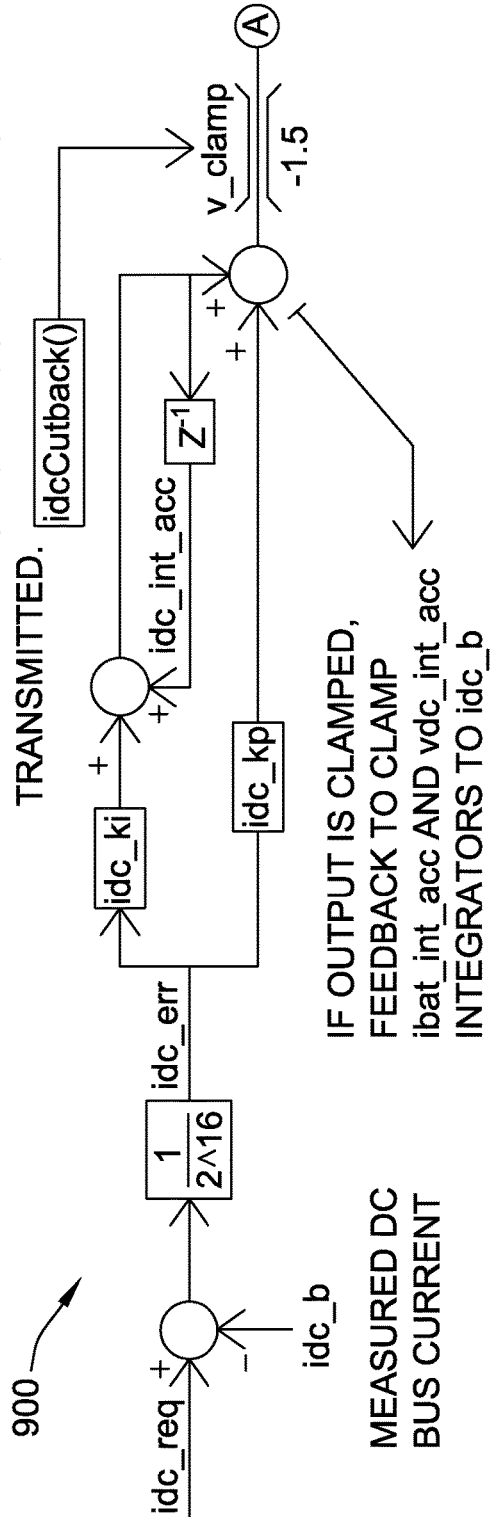 900
idc_req
+
−
idc_b
MEASURED DC
BUS CURRENT
1
2^16
idc_err
idc_ki
idc_kp
+
+
idc_int_acc
Z-1
TRANSMITTED.
idcCutback()
+
+
v_clamp
-1.5
A
IF OUTPUT IS CLAMPED,
FEEDBACK TO CLAMP
ibat_int_acc AND vdc_int_acc
INTEGRATORS TO idc_b